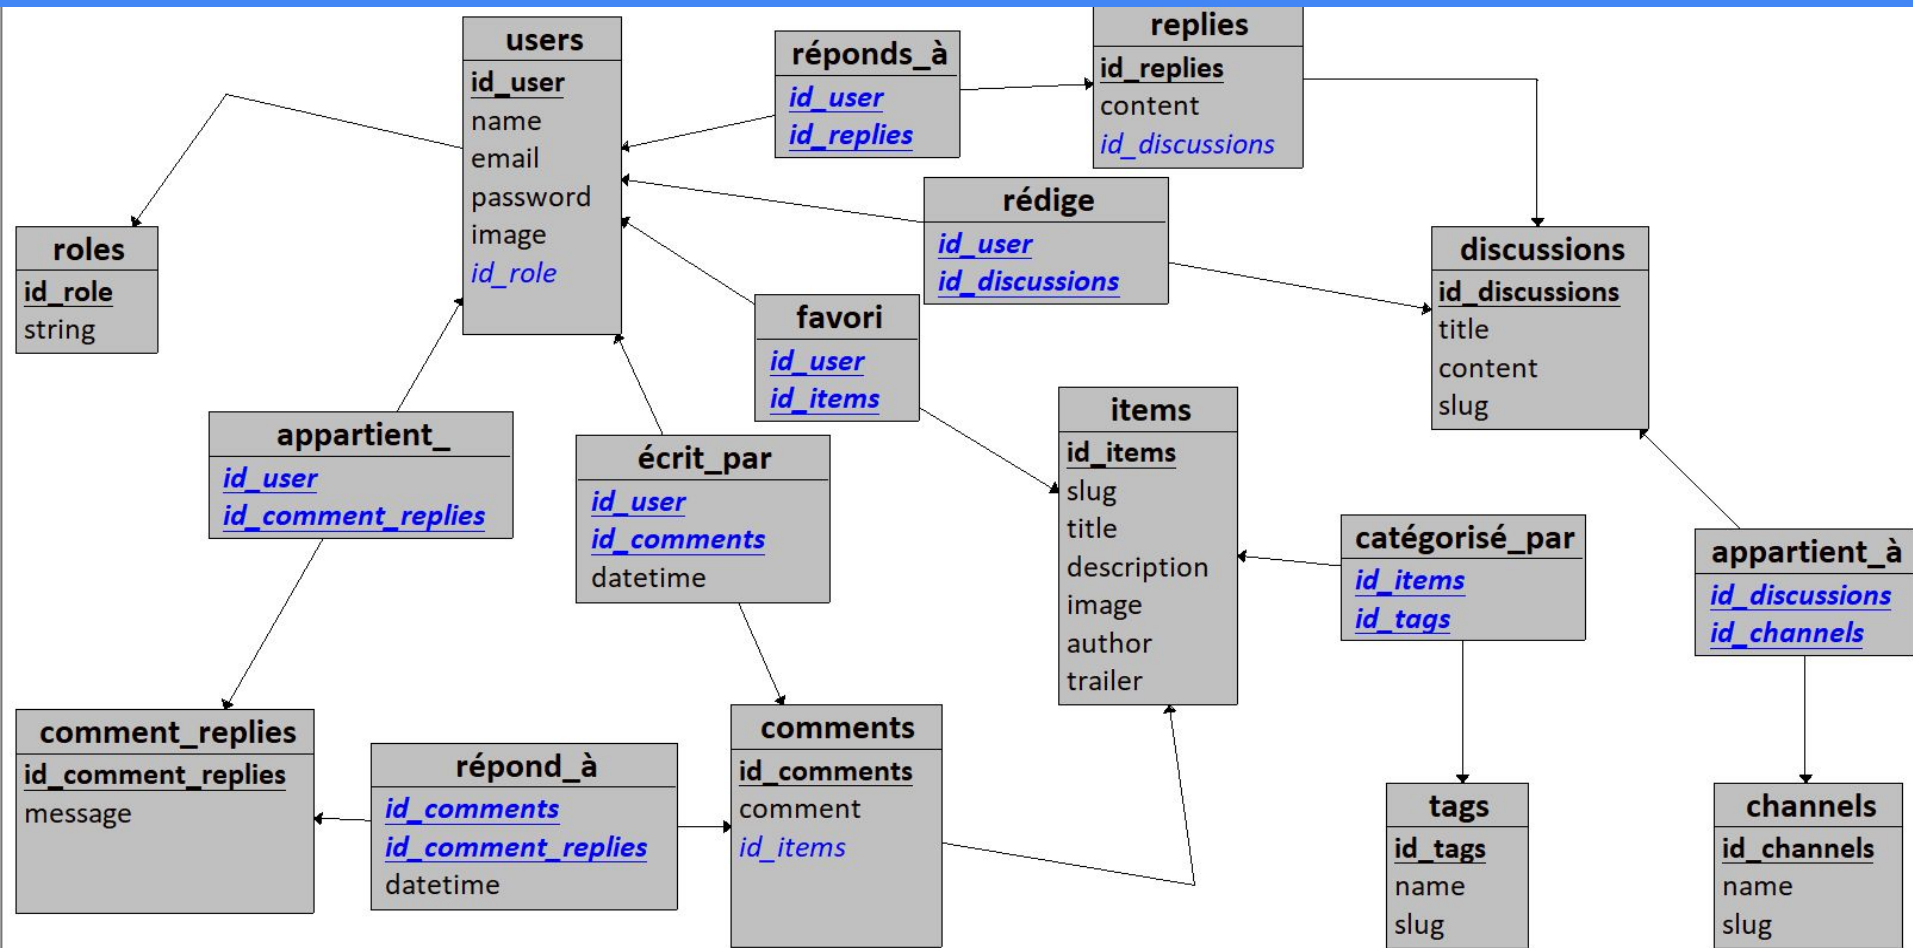 users
id_user
name
email
password
image
id_role
réponds_à
id_user
id_replies
replies
id_replies
content
id_discussions
rédige
id_user
id_discussions
roles
id_role
string
discussions
id_discussions
title
content
slug
favori
id_user
id_items
items
id_items
slug
title
description
image
author
trailer
appartient_
id_user
id_comment_replies
écrit_par
id_user
id_comments
datetime
catégorisé_par
id_items
id_tags
appartient_à
id_discussions
id_channels
comment_replies
id_comment_replies
message
répond_à
id_comments
id_comment_replies
datetime
comments
id_comments
comment
id_items
tags
id_tags
name
slug
channels
id_channels
name
slug